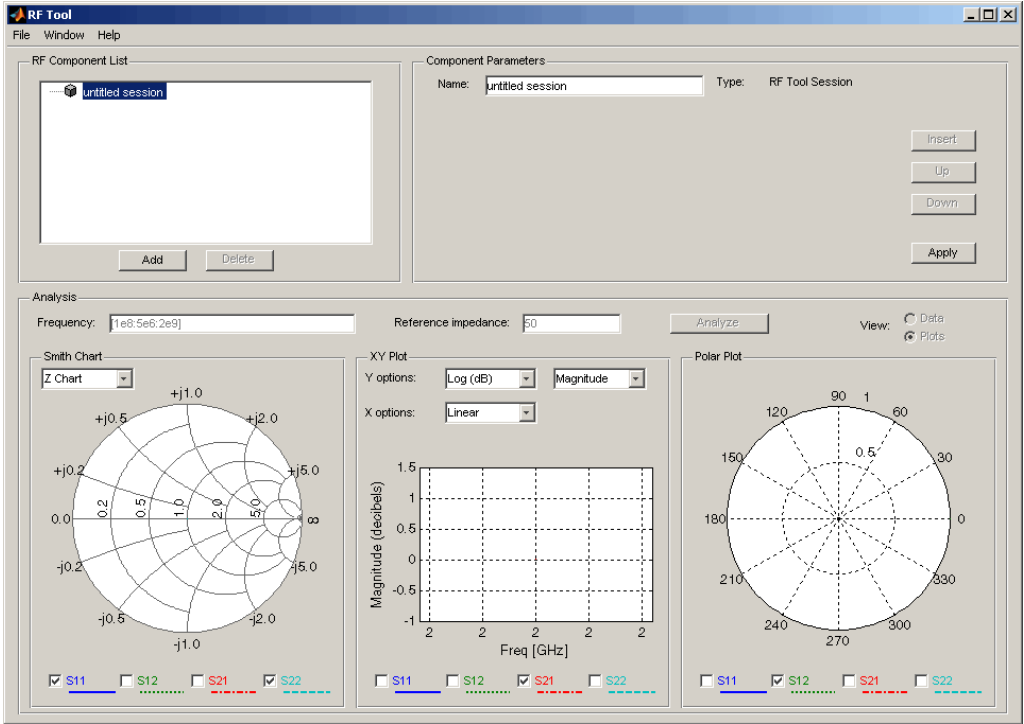 RF Tool
File Window Help
RF Component List
untitled session
Add Delete
Component Parameters
Name: untitled session Type: RF Tool Session
Insert
Up
Down
Apply
Analysis
Frequency: [1e8:5e6:2e9] Reference impedance: 50 Analyze View: Data
Plots
Smith Chart
Z Chart
+j1.0
+j0.5 +j2.0
+j0.2 +j5.0
0.0 0.2 0.5 1.0 2.0 5.0 ∞
-j0.2 -j5.0
-j0.5 -j2.0
-j1.0
S11 S12 S21 S22
XY Plot
Y options: Log (dB) Magnitude
X options: Linear
Magnitude (decibels)
1.5
1
0.5
0
-0.5
-1
2 2 2 2 2
Freq [GHz]
S11 S12 S21 S22
Polar Plot
90 1
120 60
150 0.5 30
180 0
210 330
240 300
270
S11 S12 S21 S22